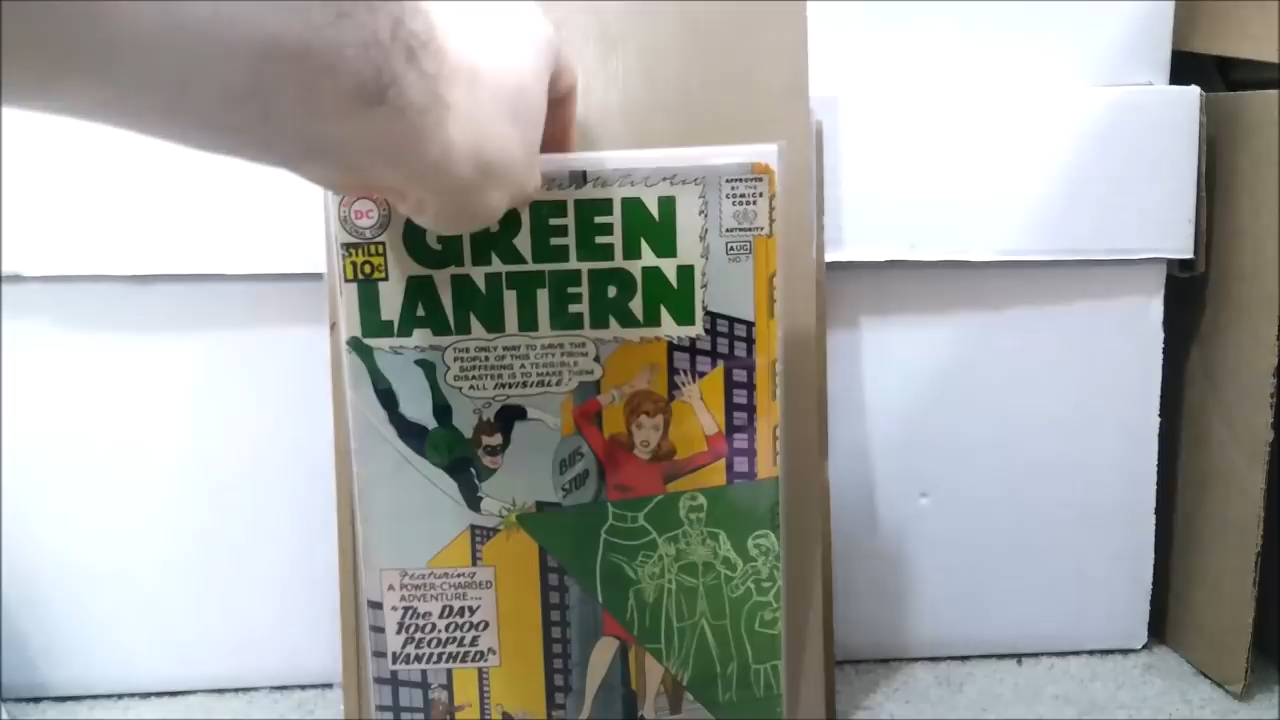 DC
NATIONAL COMICS
APPROVED
BY THE
COMICS
CODE
AUTHORITY
STILL
10¢
AUG.
NO. 7
GREEN
LANTERN
THE ONLY WAY TO SAVE THE
PEOPLE OF THIS CITY FROM
SUFFERING A TERRIBLE
DISASTER IS TO MAKE THEM
ALL INVISIBLE!
BUS
STOP
Featuring
A POWER-CHARGED
ADVENTURE...
"The DAY
100,000
PEOPLE
VANISHED!"